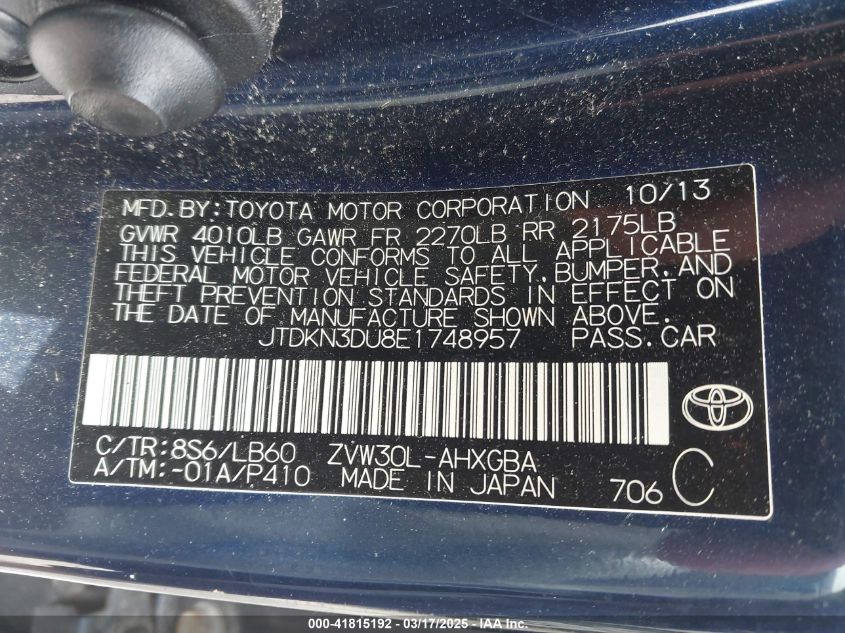 MFD.BY:TOYOTA MOTOR CORPORATION 10/13
GVWR 4010LB GAWR FR 2270LB RR 2175LB
THIS VEHICLE CONFORMS TO ALL APPLICABLE
FEDERAL MOTOR VEHICLE SAFETY,BUMPER,AND
THEFT PREVENTION STANDARDS IN EFFECT ON
THE DATE OF MANUFACTURE SHOWN ABOVE.
JTDKN3DU8E1748957 PASS.CAR
C/TR:8S6/LB60 ZVW30L-AHXGBA
A/TM:-01A/P410 MADE IN JAPAN 706 C
000-41815192 - 03/17/2025 - IAA Inc.